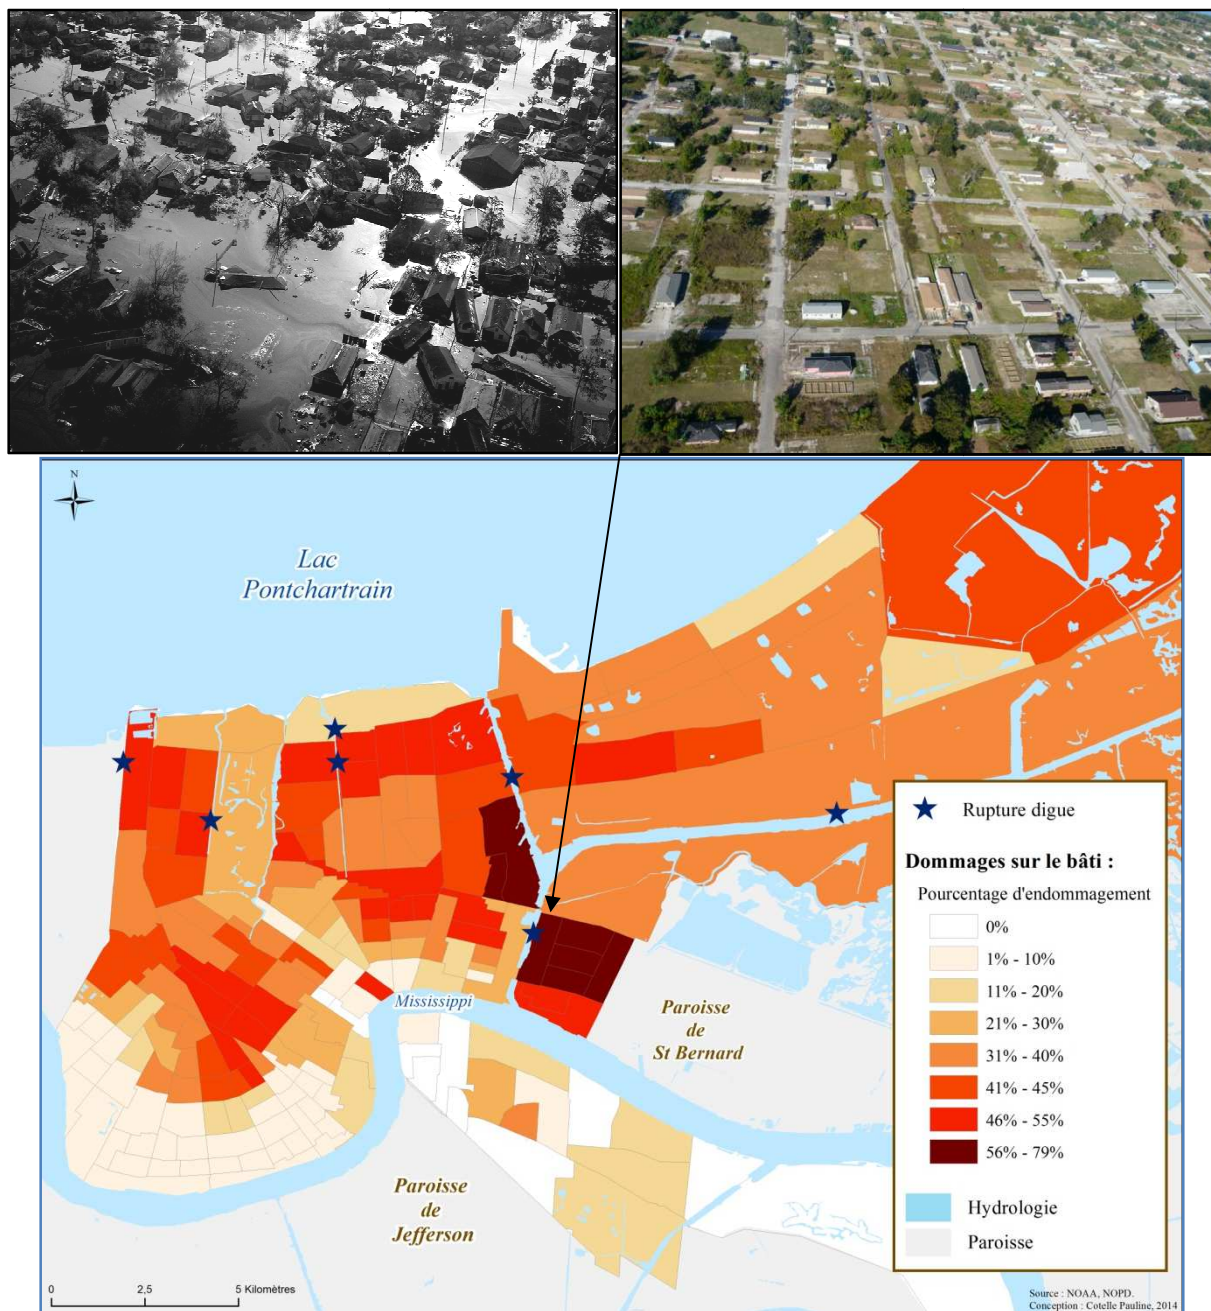 N
Lac
Pontchartrain
Mississippi
Paroisse
de
St Bernard
Paroisse
de
Jefferson
Rupture digue
Dommages sur le bâti :
Pourcentage d'endommagement
0%
1% - 10%
11% - 20%
21% - 30%
31% - 40%
41% - 45%
46% - 55%
56% - 79%
Hydrologie
Paroisse
0 2,5 5 Kilomètres
Source : NOAA, NOPD.
Conception : Cotelle Pauline, 2014